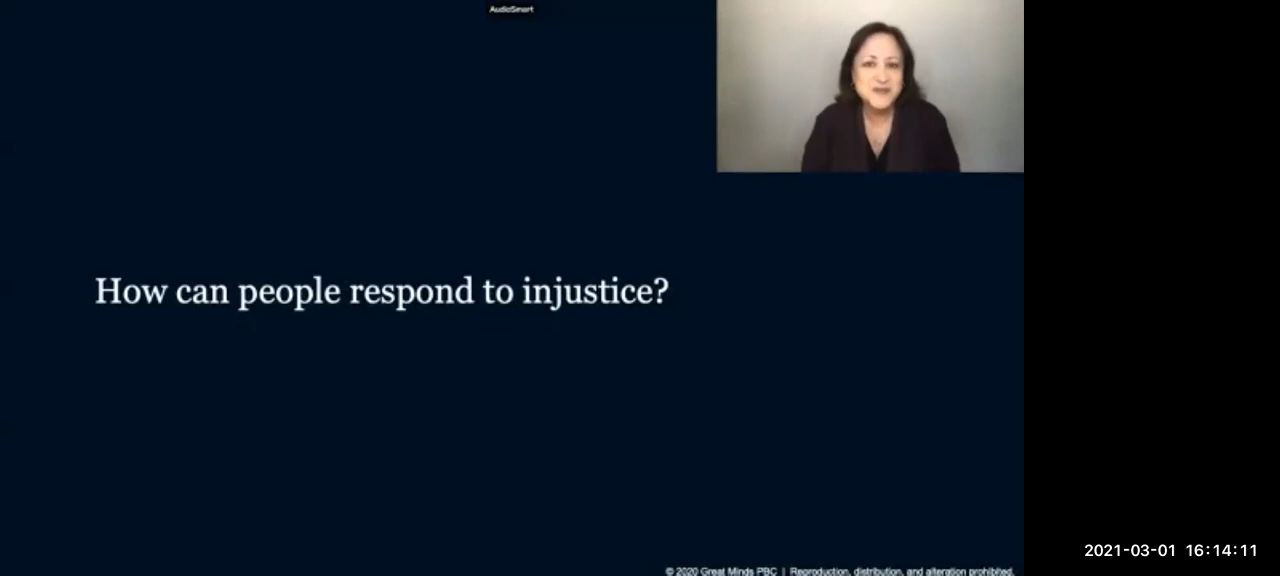 AudioSmart
How can people respond to injustice?
2021-03-01 16:14:11
© 2020 Great Minds PBC | Reproduction, distribution, and alteration prohibited.